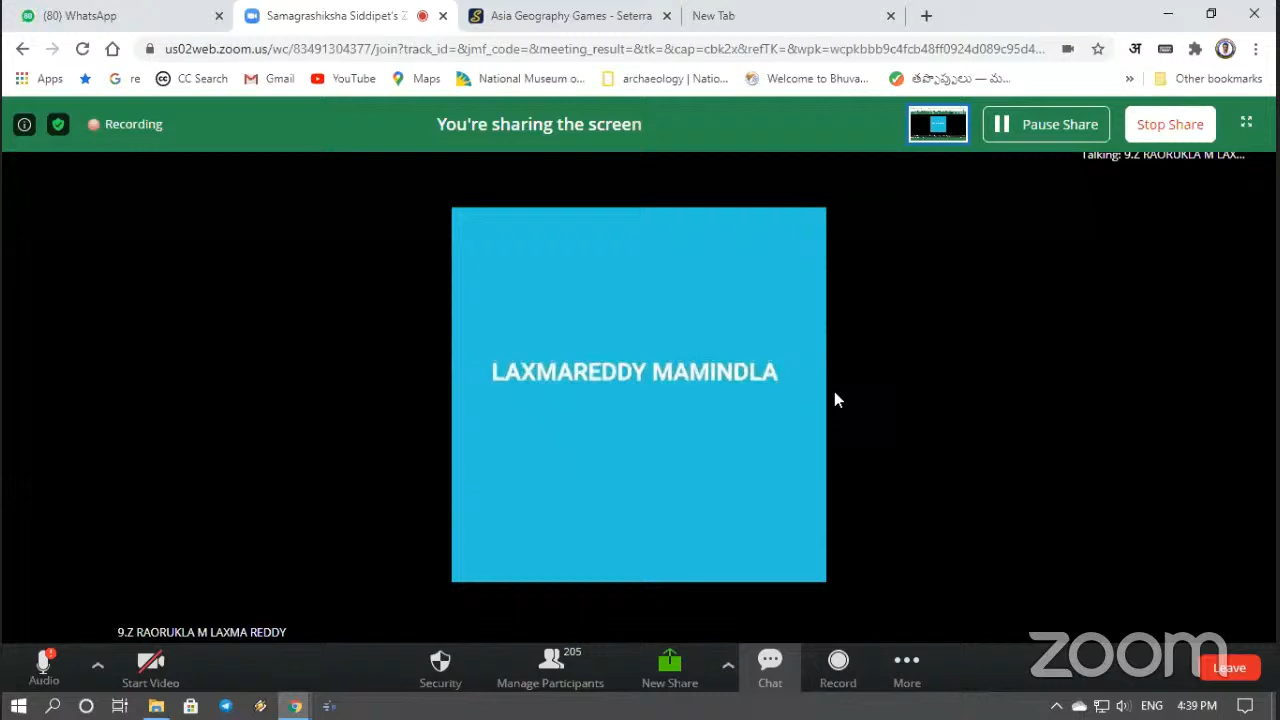 (80) WhatsApp
Samagrashiksha Siddipet's Z
Asia Geography Games - Seterra
New Tab
us02web.zoom.us/wc/83491304377/join?track_id=&jmf_code=&meeting_result=&tk=&cap=cbk2x&refTK=&wpk=wcpkbbb9c4fcb48ff0924d089c95d4...
Apps
G re
CC Search
Gmail
YouTube
Maps
National Museum o...
archaeology | Natio...
Welcome to Bhuva...
తప్పొప్పులు — మ...
»
Other bookmarks
Recording
You're sharing the screen
Pause Share
Stop Share
Talking: 9.Z RAORUKLA M LAX...
LAXMAREDDY MAMINDLA
9.Z RAORUKLA M LAXMA REDDY
Audio
Start Video
Security
205
Manage Participants
New Share
Chat
Record
More
zoom
Leave
ENG
4:39 PM